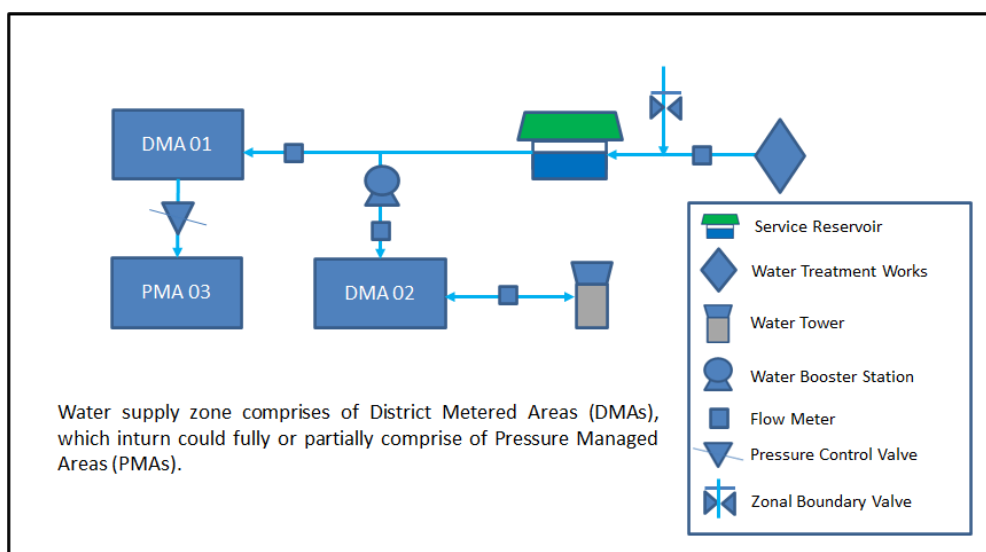 DMA 01
PMA 03
DMA 02
Service Reservoir
Water Treatment Works
Water Tower
Water Booster Station
Flow Meter
Pressure Control Valve
Zonal Boundary Valve
Water supply zone comprises of District Metered Areas (DMAs),
which inturn could fully or partially comprise of Pressure Managed
Areas (PMAs).